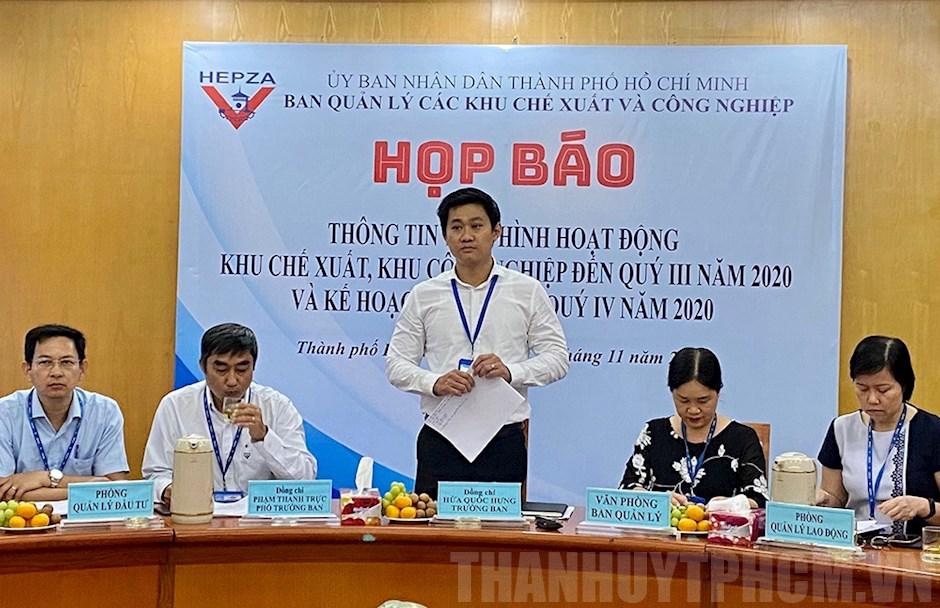 HEPZA
ỦY BAN NHÂN DÂN THÀNH PHỐ HỒ CHÍ MINH
BAN QUẢN LÝ CÁC KHU CHẾ XUẤT VÀ CÔNG NGHIỆP
HỌP BÁO
THÔNG TIN HÌNH HOẠT ĐỘNG
KHU CHẾ XUẤT, KHU CÔNG NGHIỆP ĐẾN QUÝ III NĂM 2020
VÀ KẾ HOẠCH QUÝ IV NĂM 2020
Thành phố tháng 11 năm
PHÒNG
QUẢN LÝ ĐẦU TƯ
Đồng chí
PHẠM THANH TRỰC
PHÓ TRƯỞNG BAN
Đồng chí
HỨA QUỐC HƯNG
TRƯỞNG BAN
VĂN PHÒNG
BAN QUẢN LÝ
PHÒNG
QUẢN LÝ LAO ĐỘNG
THANHUYTPHCM.VN